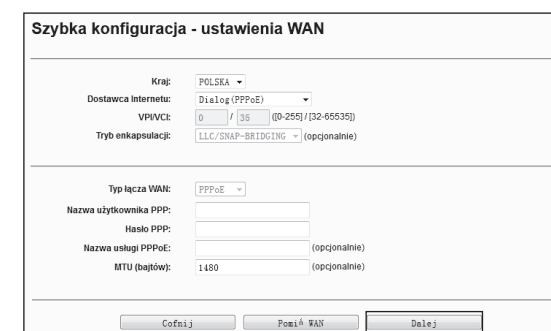 Szybka konfiguracja - ustawienia WAN
Kraj: POLSKA
Dostawca Internetu: Dialog(PPPoE)
VPI/VCI: 0 / 35 ([0-255] / [32-65535])
Tryb enkapsulacji: LLC/SNAP-BRIDGING (opcjonalnie)
Typ łącza WAN: PPPoE
Nazwa użytkownika PPP:
Hasło PPP:
Nazwa usługi PPPoE: (opcjonalnie)
MTU (bajtów): 1480 (opcjonalnie)
Cofnij Pomiń WAN Dalej